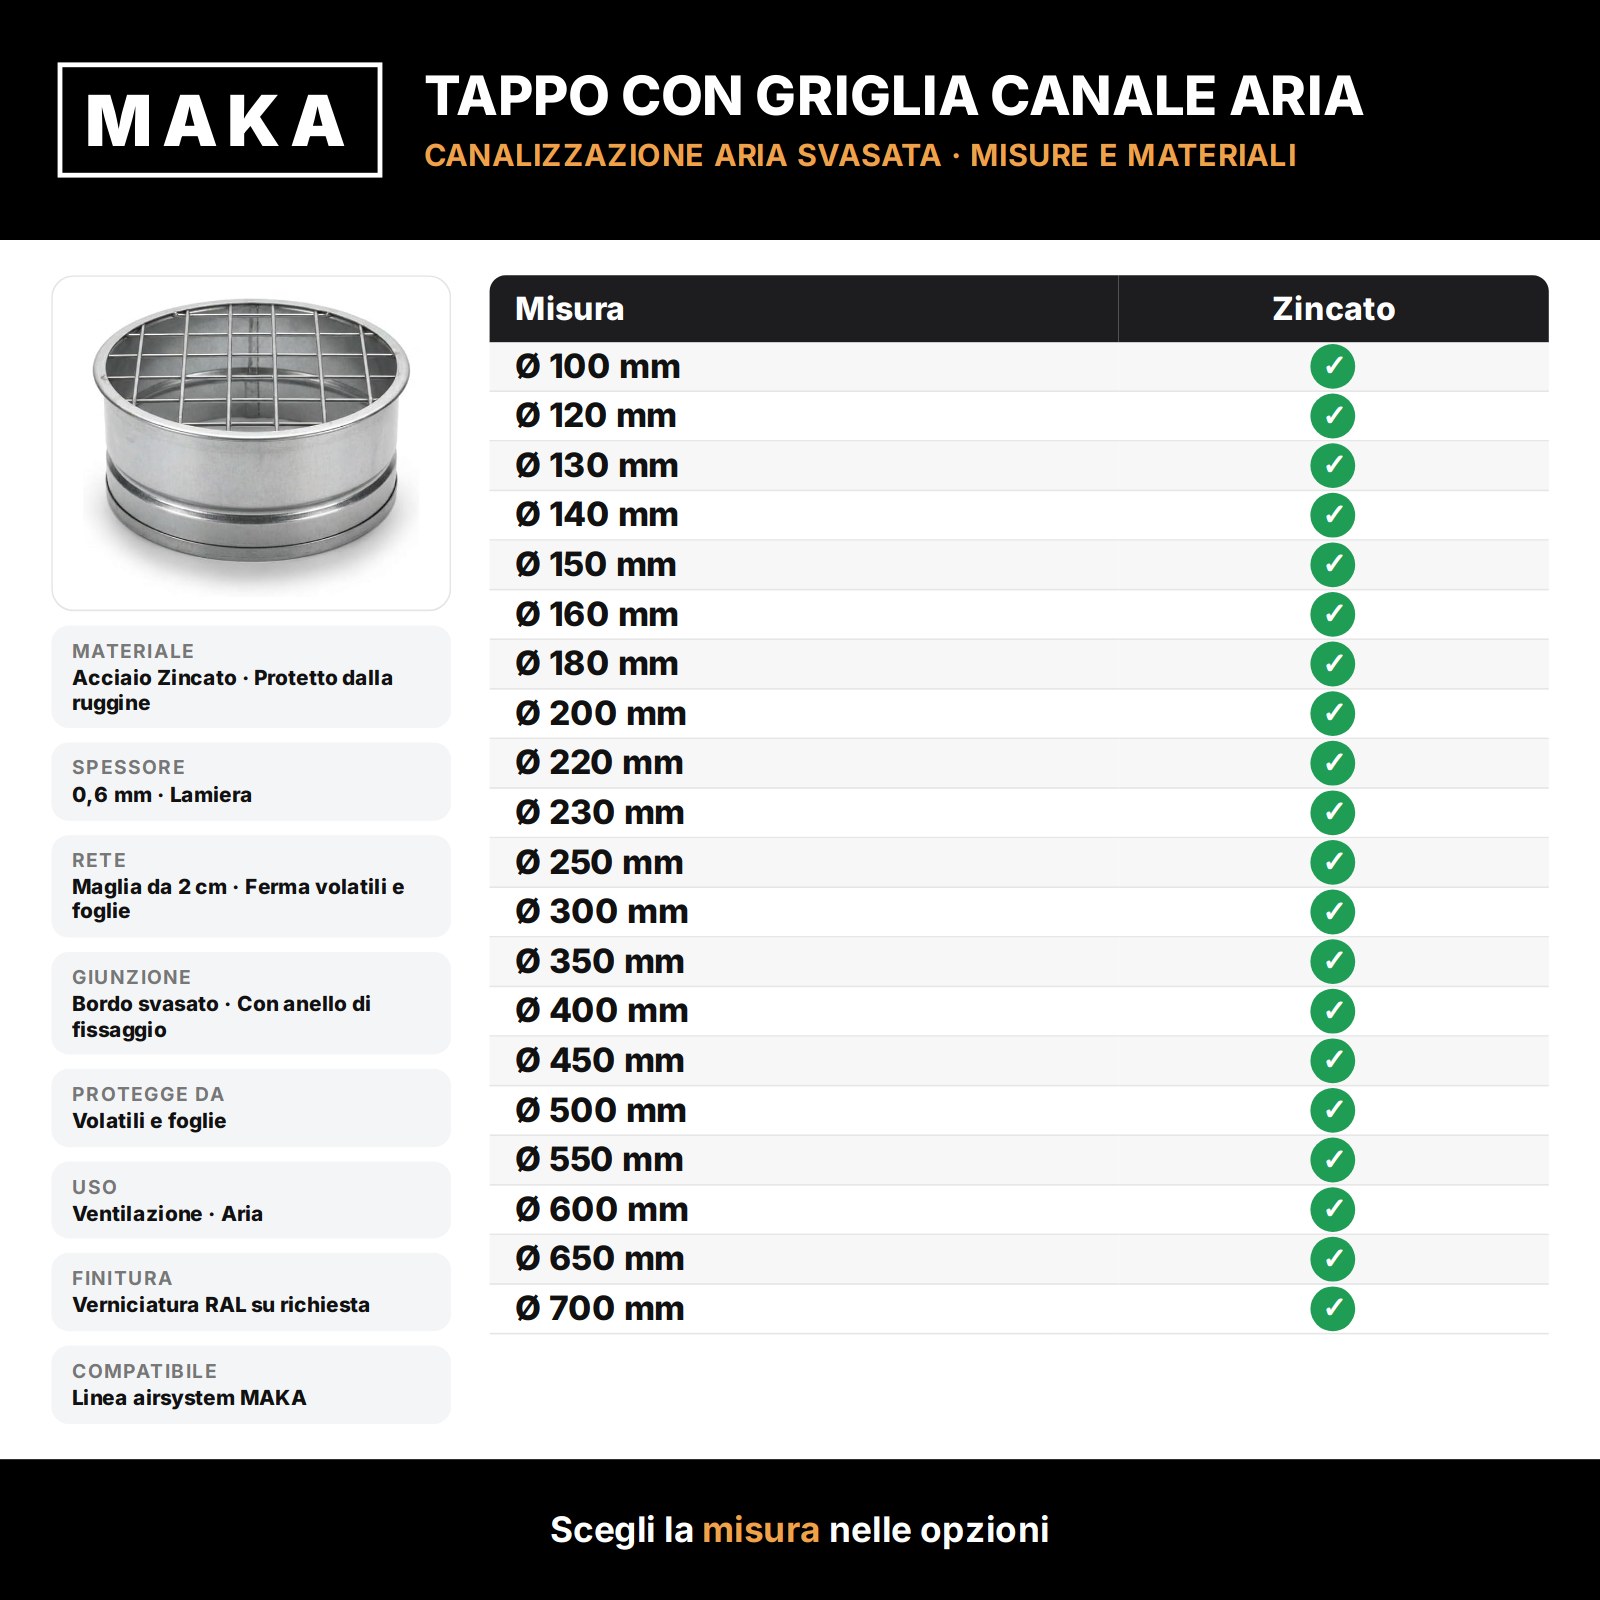 MAKA
TAPPO CON GRIGLIA CANALE ARIA
CANALIZZAZIONE ARIA SVASATA · MISURE E MATERIALI
MATERIALE
Acciaio Zincato · Protetto dalla
ruggine
SPESSORE
0,6 mm · Lamiera
RETE
Maglia da 2 cm · Ferma volatili e
foglie
GIUNZIONE
Bordo svasato · Con anello di
fissaggio
PROTEGGE DA
Volatili e foglie
USO
Ventilazione · Aria
FINITURA
Verniciatura RAL su richiesta
COMPATIBILE
Linea airsystem MAKA
Misura Zincato
Ø 100 mm ✓
Ø 120 mm ✓
Ø 130 mm ✓
Ø 140 mm ✓
Ø 150 mm ✓
Ø 160 mm ✓
Ø 180 mm ✓
Ø 200 mm ✓
Ø 220 mm ✓
Ø 230 mm ✓
Ø 250 mm ✓
Ø 300 mm ✓
Ø 350 mm ✓
Ø 400 mm ✓
Ø 450 mm ✓
Ø 500 mm ✓
Ø 550 mm ✓
Ø 600 mm ✓
Ø 650 mm ✓
Ø 700 mm ✓
Scegli la misura nelle opzioni